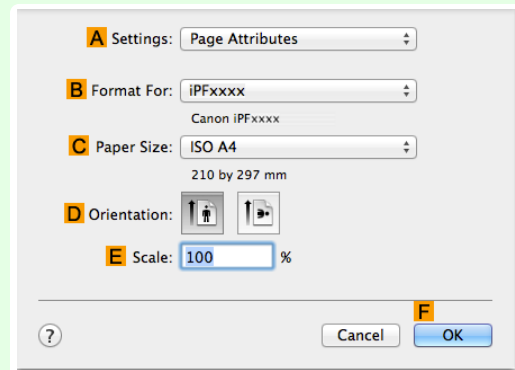 A Settings: Page Attributes
B Format For: iPFxxxx
Canon iPFxxxx
C Paper Size: ISO A4
210 by 297 mm
D Orientation:
E Scale: 100 %
F
? Cancel OK